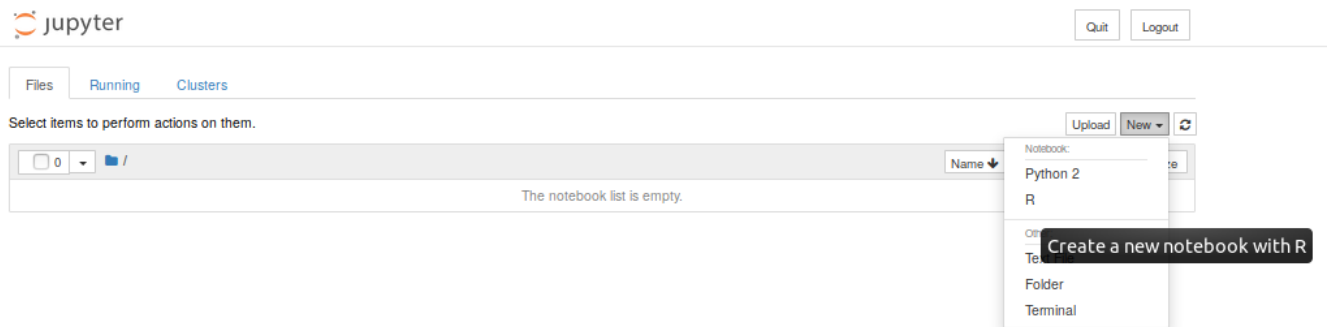 jupyter
Quit Logout
Files Running Clusters
Select items to perform actions on them.
Upload New
0 / Name
The notebook list is empty.
Notebook:
Python 2
R
Create a new notebook with R
Folder
Terminal